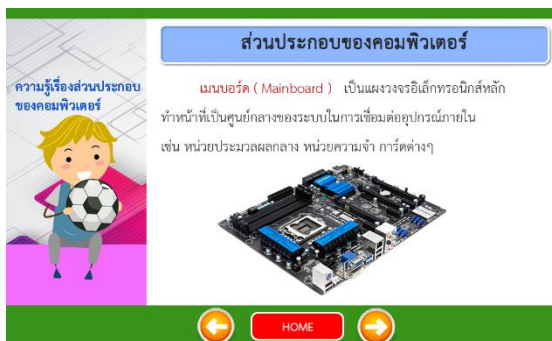 ส่วนประกอบของคอมพิวเตอร์
ความรู้เรื่องส่วนประกอบ
ของคอมพิวเตอร์
เมนบอร์ด ( Mainboard ) เป็นแผงวงจรอิเล็กทรอนิกส์หลัก
ทำหน้าที่เป็นศูนย์กลางของระบบในการเชื่อมต่ออุปกรณ์ภายใน
เช่น หน่วยประมวลผลกลาง หน่วยความจำ การ์ดต่างๆ
HOME